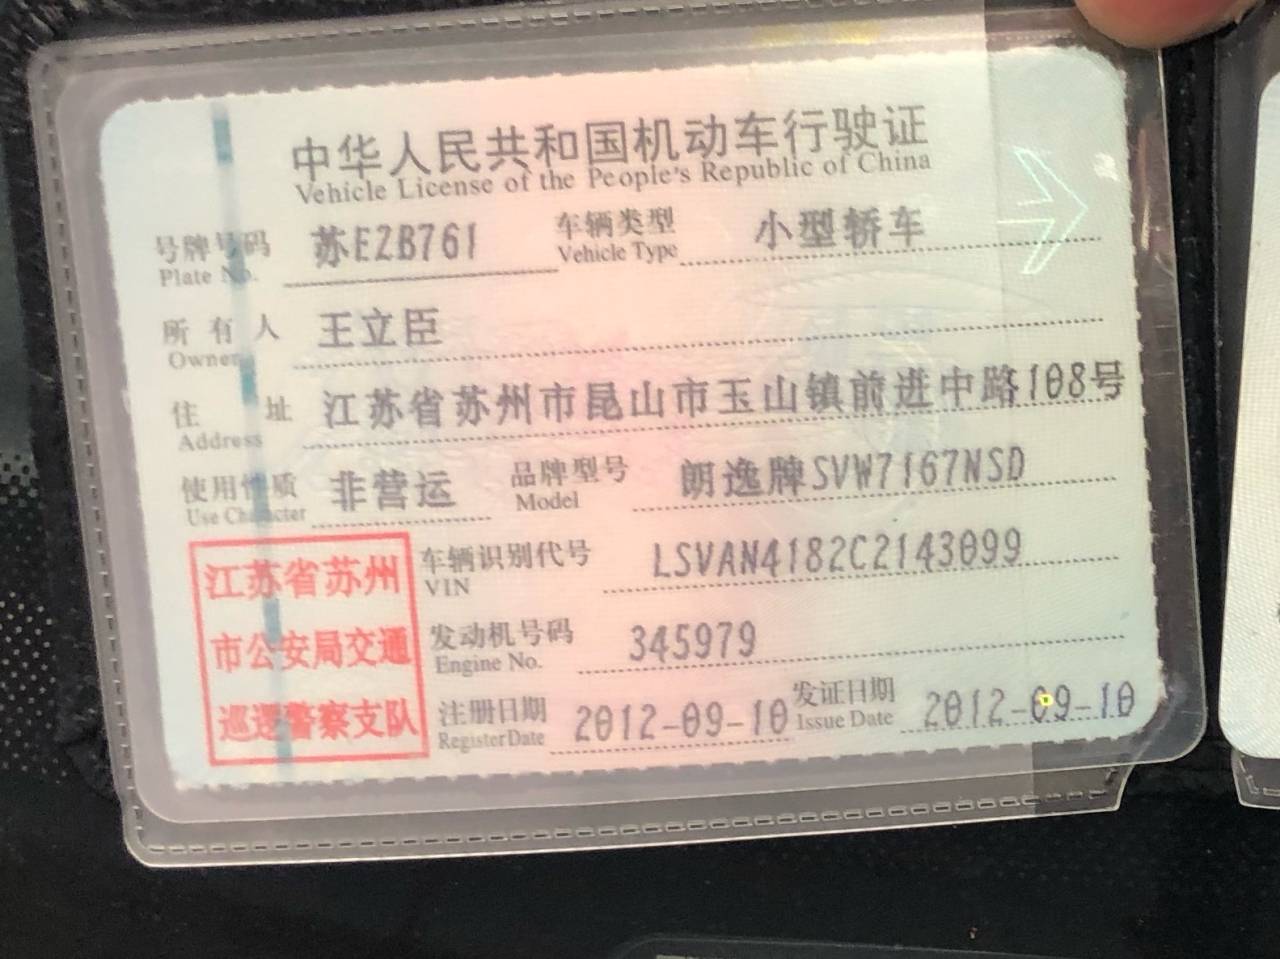 中华人民共和国机动车行驶证
Vehicle License of the People's Republic of China
号牌号码 苏E2B761 车辆类型 小型轿车
Plate No. Vehicle Type
所有人 王立臣
Owner
住址 江苏省苏州市昆山市玉山镇前进中路108号
Address
使用性质 非营运 品牌型号 朗逸牌SVW7167NSD
Use Character Model
江苏省苏州
市公安局交通
巡逻警察支队
车辆识别代号 LSVAN4182C2143099
VIN
发动机号码 345979
Engine No.
注册日期 2012-09-10 发证日期 2012-09-10
Register Date Issue Date